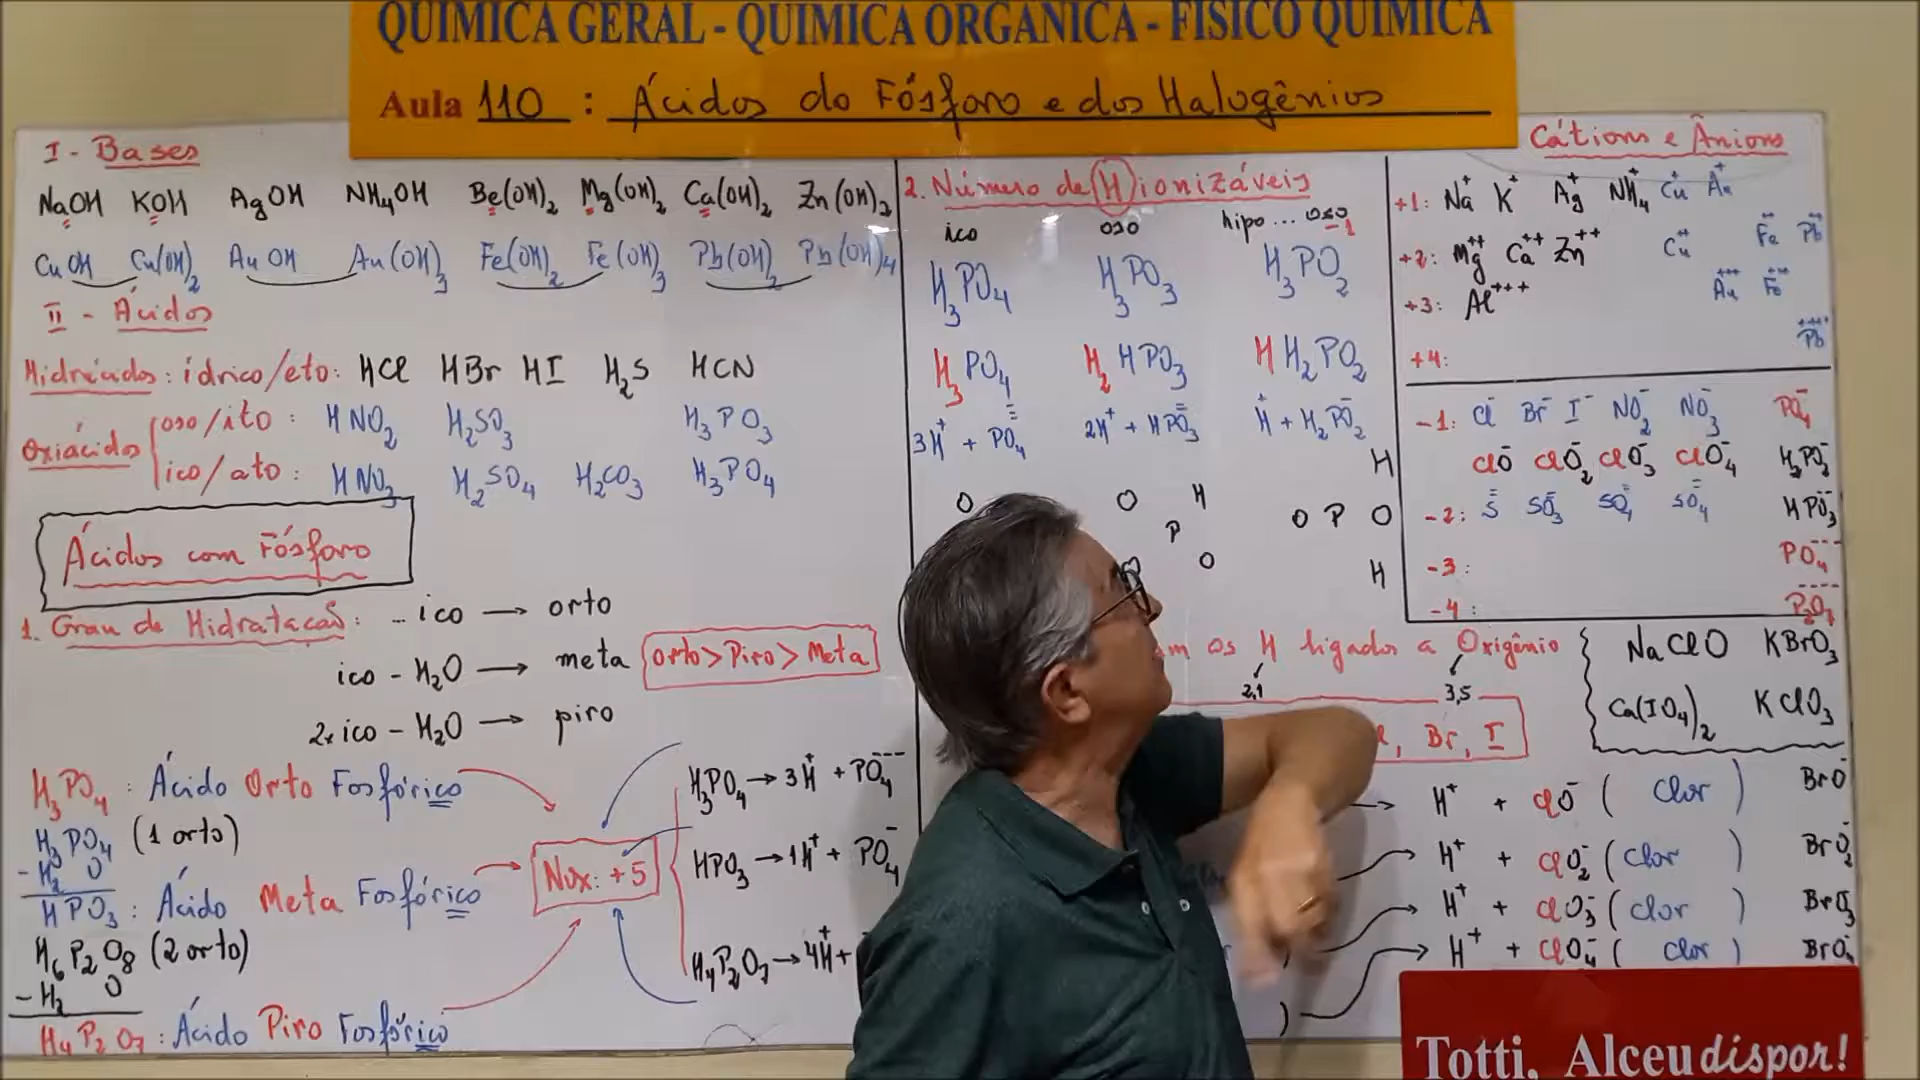 QUÍMICA GERAL - QUÍMICA ORGÂNICA - FÍSICO QUÍMICA
Aula 110 : Ácidos do Fósforo e dos Halogênios
I - Bases
NaOH KOH AgOH NH4OH Be(OH)2 Mg(OH)2 Ca(OH)2 Zn(OH)2
CuOH Cu(OH)2 AuOH Au(OH)3 Fe(OH)2 Fe(OH)3 Pb(OH)2 Pb(OH)4
II - Ácidos
Hidrácidos: ídrico/eto: HCl HBr HI H2S HCN
Oxiácidos
oso/ito : HNO2 H2SO3 H3PO3
ico/ato : HNO3 H2SO4 H2CO3 H3PO4
Ácidos com Fósforo
1. Grau de Hidratação: ...ico → orto
ico - H2O → meta
Orto > Piro > Meta
2x ico - H2O → piro
H3PO4 : Ácido Orto Fosfórico
H3PO4 (1 orto)
- H2 O
HPO3 : Ácido Meta Fosfórico
H6P2O8 (2 orto)
- H2 O
H4P2O7 : Ácido Piro Fosfórico
Nox: +5
H3PO4 → 3H+ + PO4---
HPO3 → 1H+ + PO4-
H4P2O7 → 4H+ +
2. Número de H ionizáveis
ico oso hipo... oso
-1
H3PO4 H3PO3 H3PO2
H3PO4 H2HPO3 HH2PO2
3H+ + PO4≡ 2H+ + HPO3= H+ + H2PO2-
H
O O H
P O P O
O O
H
os H ligados a Oxigênio
2,1 3,5
, Br, I
H+ + ClO- ( Clor ) BrO-
H+ + ClO2- ( Clor ) BrO2-
H+ + ClO3- ( Clor ) BrO3-
H+ + ClO4- ( Clor ) BrO4-
Cátions e Ânions
+1: Na+ K+ Ag+ NH4+ Cu+ Au+
+2: Mg++ Ca++ Zn++ Cu++ Fe++ Pb++
+3: Al+++ Au+++ Fe+++
+4: Pb++++
-1: Cl- Br- I- NO2- NO3- PO4-
ClO- ClO2- ClO3- ClO4- H2PO2-
-2: S= SO3= SO4= SO4= HPO3--
-3: PO4---
-4: P2O7----
NaClO KBrO3
Ca(IO4)2 KClO3
Totti, Alceu dispor!